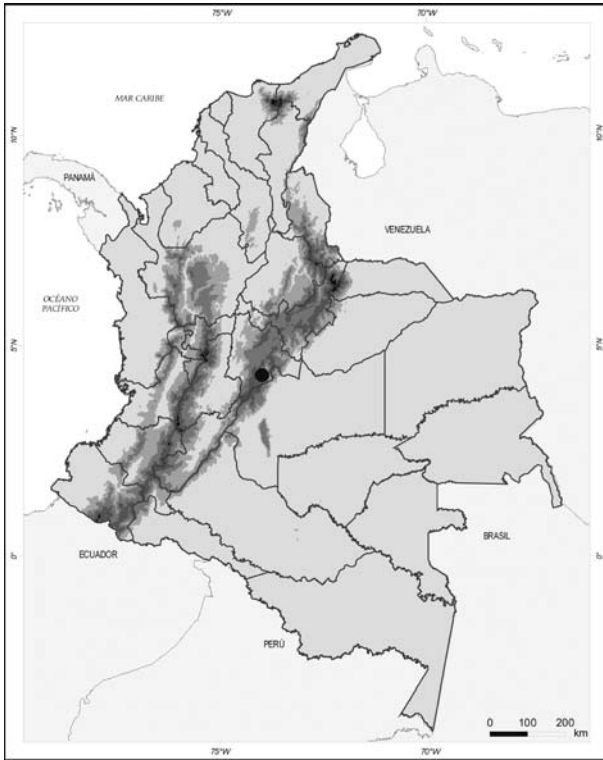 75°W
70°W
MAR CARIBE
10°N
10°N
PANAMÁ
VENEZUELA
OCÉANO
PACÍFICO
5°N
5°N
BRASIL
ECUADOR
0°
0°
PERÚ
0 100 200
km
75°W
70°W